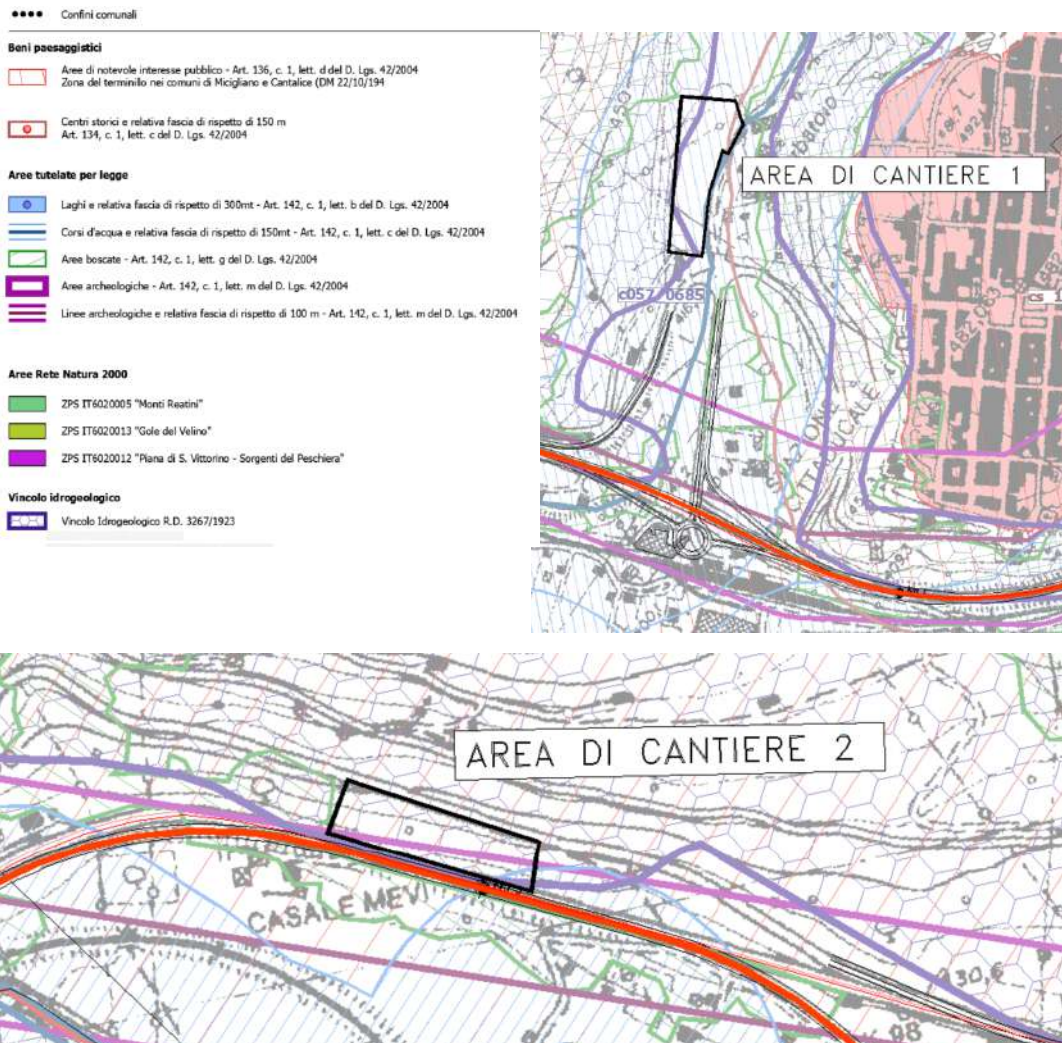 Confini comunali
Beni paesaggistici
Aree di notevole interesse pubblico - Art. 136, c. 1, lett. d del D. Lgs. 42/2004
Zona del terminillo nei comuni di Micigliano e Cantalice (DM 22/10/194
Centri storici e relativa fascia di rispetto di 150 m
Art. 134, c. 1, lett. c del D. Lgs. 42/2004
Aree tutelate per legge
Laghi e relativa fascia di rispetto di 300mt - Art. 142, c. 1, lett. b del D. Lgs. 42/2004
Corsi d'acqua e relativa fascia di rispetto di 150mt - Art. 142, c. 1, lett. c del D. Lgs. 42/2004
Aree boscate - Art. 142, c. 1, lett. g del D. Lgs. 42/2004
Aree archeologiche - Art. 142, c. 1, lett. m del D. Lgs. 42/2004
Linee archeologiche e relativa fascia di rispetto di 100 m - Art. 142, c. 1, lett. m del D. Lgs. 42/2004
Aree Rete Natura 2000
ZPS IT6020005 "Monti Reatini"
ZPS IT6020013 "Gole del Velino"
ZPS IT6020012 "Piana di S. Vittorino - Sorgenti del Peschiera"
Vincolo idrogeologico
Vincolo Idrogeologico R.D. 3267/1923
450
AREA DI CANTIERE 1
c057_0685
482,063
UCALE
AREA DI CANTIERE 2
CASALE MEVI